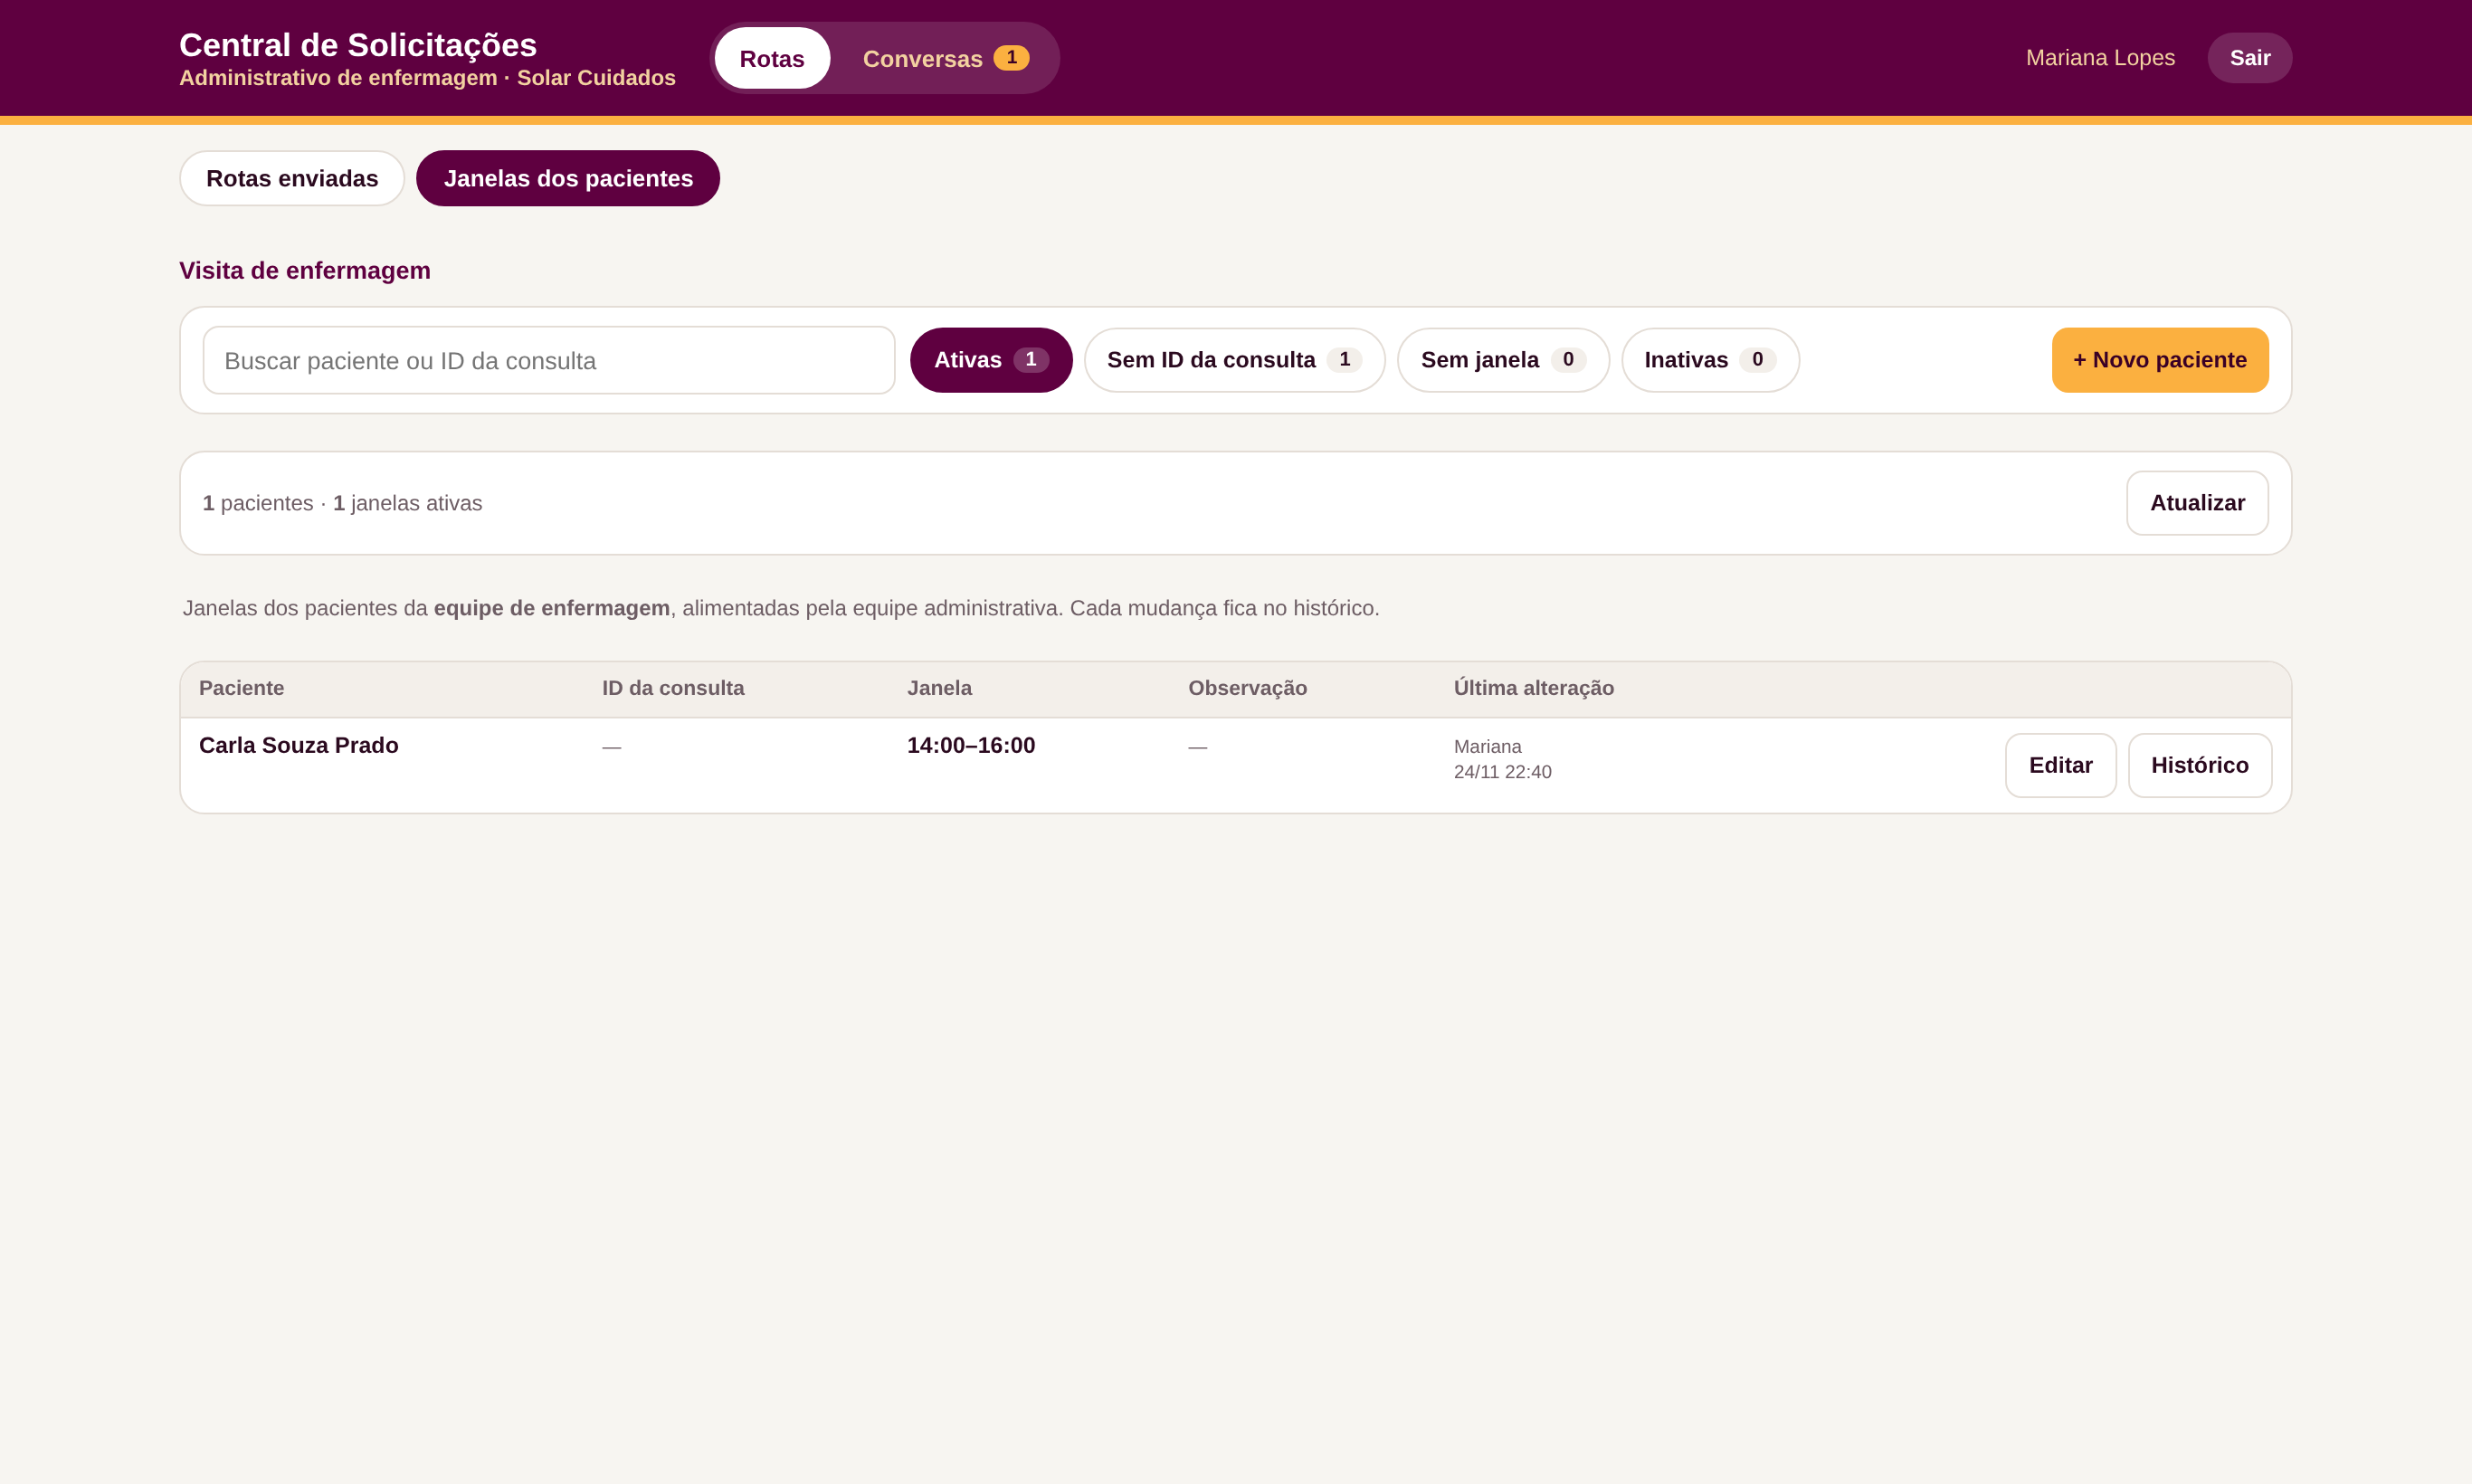 Central de Solicitações
Administrativo de enfermagem · Solar Cuidados
Rotas
Conversas 1
Mariana Lopes
Sair
Rotas enviadas
Janelas dos pacientes
Visita de enfermagem
Buscar paciente ou ID da consulta
Ativas 1
Sem ID da consulta 1
Sem janela 0
Inativas 0
+ Novo paciente
1 pacientes · 1 janelas ativas
Atualizar
Janelas dos pacientes da equipe de enfermagem, alimentadas pela equipe administrativa. Cada mudança fica no histórico.
Paciente ID da consulta Janela Observação Última alteração
Carla Souza Prado — 14:00–16:00 — Mariana
24/11 22:40
Editar
Histórico